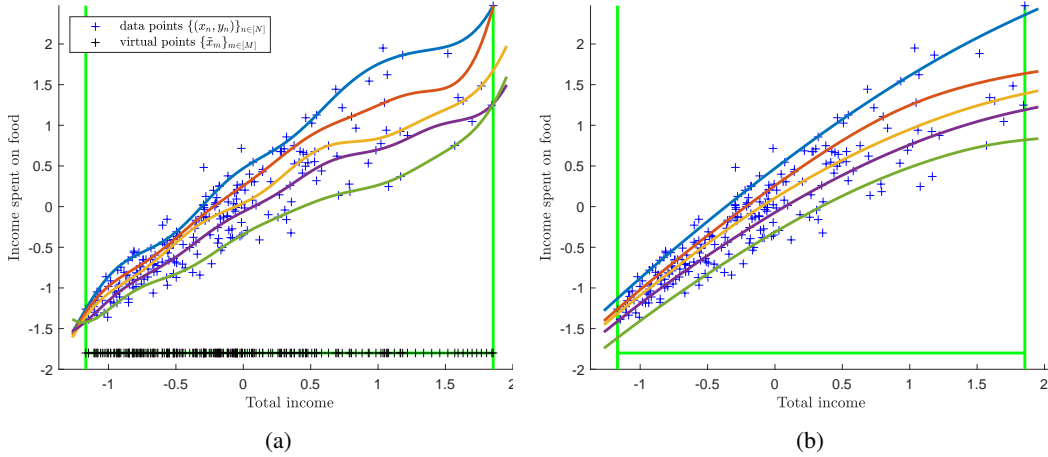 data points {(xₙ, yₙ)}ₙ∈[N]
virtual points {x̃ₘ}ₘ∈[M]
Income spent on food
2
1.5
1
0.5
0
-0.5
-1
-1.5
-2
-1 -0.5 0 0.5 1 1.5 2
Total income
(a)
Income spent on food
2
1.5
1
0.5
0
-0.5
-1
-1.5
-2
-1 -0.5 0 0.5 1 1.5 2
Total income
(b)